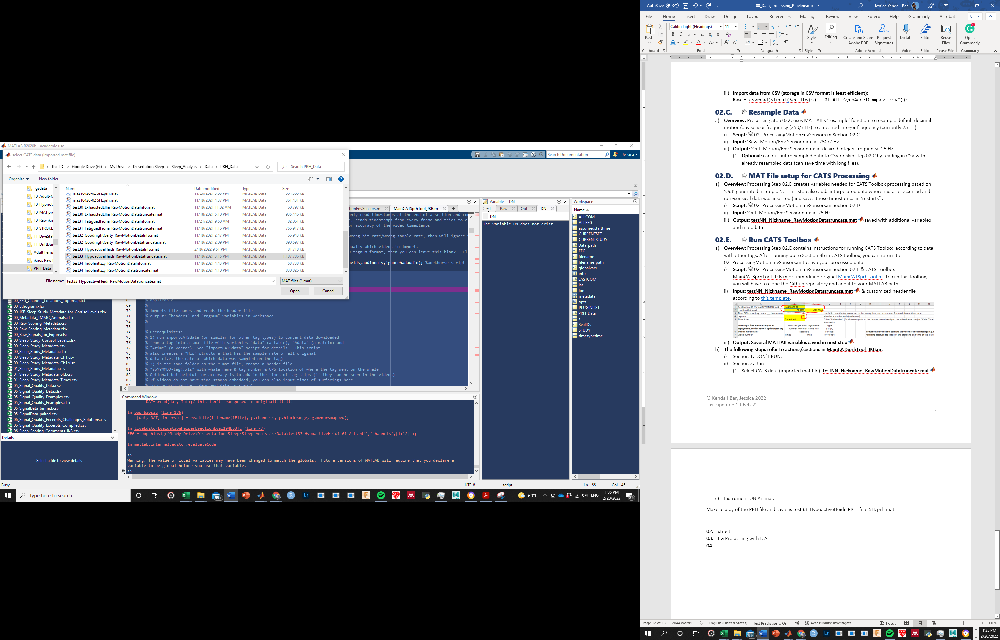 MATLAB R2020b - academic use
select CATS data (imported mat file)
This PC > Google Drive (G:) > My Drive > Dissertation Sleep > Sleep_Analysis > Data > PRH_Data
Search PRH_Data
Organize
New folder
_gsdata_
10_Adult-M
10_Hypnot
10_MAT pro
10_Raw ikn
10_STROKE
11_DiveStat
11_DriftDur
Adult Fema
iknos Raw I
PRH_Data
Name Date modified Type Size
ma210420-02 5Hzprh.mat 11/20/2021 3:08 PM MATLAB Data 564,305 KB
ma210426-02 5Hzprh.mat 11/19/2021 4:37 PM MATLAB Data 361,431 KB
test30_ExhaustedEllie_RawMotionDataInfo.mat 11/19/2021 11:02 AM MATLAB Data 60,797 KB
test30_ExhaustedEllie_RawMotionDatatruncate.mat 11/18/2021 5:10 PM MATLAB Data 935,446 KB
test31_FatiguedFiona_RawMotionDataInfo.mat 11/21/2021 9:50 AM MATLAB Data 82,061 KB
test31_FatiguedFiona_RawMotionDatatruncate.mat 11/19/2021 1:16 PM MATLAB Data 756,917 KB
test32_GoodnightGerty_RawMotionDataInfo.mat 11/19/2021 2:47 PM MATLAB Data 66,943 KB
test32_GoodnightGerty_RawMotionDatatruncate.mat 11/19/2021 2:09 PM MATLAB Data 890,597 KB
test33_HypoactiveHeidi_RawMotionDataInfo.mat 2/19/2022 9:51 PM MATLAB Data 81,718 KB
test33_HypoactiveHeidi_RawMotionDatatruncate.mat 11/19/2021 3:15 PM MATLAB Data 1,187,786 KB
test34_IndolentIzzy_RawMotionDataInfo.mat 11/19/2021 4:43 PM MATLAB Data 58,738 KB
test34_IndolentIzzy_RawMotionDatatruncate.mat 11/19/2021 4:10 PM MATLAB Data 830,826 KB
File name: test33_HypoactiveHeidi_RawMotionDatatruncate.mat MAT-files (*.mat)
Open Cancel
Search Documentation Jessica
tionEnvSensors.m MainCATSprhTool_JKB.m
only read timestamps at the end of a section and co
e, reads timestamps from every frame and tries to es
or accuracy of the video timestamps
wrong bit rate/wrong sample rate, then will ignore t
nually which videos to import.
D-tagnum format, then you can leave this blank. Els
ovids,audioonly,ignorebadaudio); %workhorse script
68 % applicable.
69 %
70 % imports file names and reads the header file
71 % output: "headers" and "tagnum" variables in workspace
72 %
73
74 % Prerequisites:
75 % 1) run importCATSdata (or similar for other tag types) to convert data downloaded
76 % from a tag into a .mat file with variables "data" (a table), "Adata" (a matrix) and
77 % "Atime" (a vector). See "importCATSdata" script for details. This script
78 % also creates a "Hzs" structure that has the sample rate of all original
79 % data (i.e. the rate at which data was sampled on the tag)
80 % 2) in the same folder as the *.mat file, create a header file
81 % "spYYMMDD-tag#.xls" with whale name & tag number & GPS location of where the tag went on the whale
82 % Optional but helpful for accuracy is to add in the times of tag slips (if they can be seen in the videos)
83 % If videos do not have time stamps embedded, you can also input times of surfacings here
84 % to synchronize the videos and data in step 4
00_EEG_Channel_Locations_Topomap.txt
00_Ethogram.xlsx
00_JKB_Sleep_Study_Metadata_for_CortisolLevels.xlsx
00_Metadata_TMMC_Animals.xlsx
00_Raw_Scoring_Metadata.csv
00_Raw_Scoring_Metadata.xlsx
00_Raw_Signals_for_Figure.xlsx
00_Sleep_Study_Cortisol_Levels.xlsx
00_Sleep_Study_Metadata.csv
00_Sleep_Study_Metadata.xlsx
00_Sleep_Study_Metadata_Ch1.csv
00_Sleep_Study_Metadata_Ch1.xlsx
01_Sleep_Study_Metadata.csv
01_Sleep_Study_Metadata_old.csv
01_Sleep_Study_Metadata_Times.csv
05_Signal_Quality_Data.csv
05_Signal_Quality_Data.xlsx
05_Signal_Quality_Examples.csv
05_Signal_Quality_Examples.xlsx
05_SignalData_binned.csv
05_SignalData_paired.csv
06_Signal_Quality_Excerpts_Challenges_Solutions.csv
06_Signal_Quality_Excerpts_Compiled.csv
06_Sleep_Scoring_Comments_JKB.csv
Details
Select a file to view details
Command Window
DAT=sread(dat, Inf);% this isn't transposed in original!!!!!!!!
In pop_biosig (line 186)
[dat, DAT, interval] = readfile(filename{iFile}, g.channels, g.blockrange, g.memorymapped);
In LiveEditorEvaluationHelperESectionEval194b53fc (line 78)
EEG = pop_biosig('G:\My Drive\Dissertation Sleep\Sleep_Analysis\Data\test33_HypoactiveHeidi_01_ALL.edf','channels',[1:12] );
In matlab.internal.editor.evaluateCode
>>
Warning: The value of local variables may have been changed to match the globals. Future versions of MATLAB will require that you declare a
variable to be global before you use that variable.
fx >>
Variables - DN
+1 Raw Out DN
DN
The variable DN does not exist.
Workspace
Name
ALLCOM
ALLEEG
assumedstarttime
CURRENTSET
CURRENTSTUDY
Data_path
EEG
filename
filename_path
globalvars
info
LASTCOM
lat
lon
metadata
opts
PLUGINLIST
PRH_Data
s
SealIDs
STUDY
timesynctime
Busy UTF-8 script Ln 66 Col 45
Type here to search 99+ 60°F ENG 1:35 PM 2/20/2022 25
AutoSave Off 00_Data_Processing_Pipeline.docx Jessica Kendall-Bar
File Home Insert Draw Design Layout References Mailings Review View Zotero Help Grammarly Acrobat
Calibri Light (Headings) 11
Paste Styles Editing Create and Share Adobe PDF Request Signatures Dictate Editor Reuse Files Open Grammarly
Clipboard Font Paragraph Styles Adobe Acrobat Voice Editor Reuse Files Grammarly
iii) Import data from CSV (storage in CSV format is least efficient):
Raw = csvread(strcat(SealIDs(s),"_01_ALL_GyroAccelCompass.csv"));
02.C. Resample Data
a) Overview: Processing Step 02.C uses MATLAB's ‘resample’ function to resample default decimal
motion/env sensor frequency (250/7 Hz) to a desired integer frequency (currently 25 Hz).
i) Script: 02_ProcessingMotionEnvSensors.m Section 02.C
ii) Input: ‘Raw’ Motion/Env Sensor data at 250/7 Hz
iii) Output: ‘Out’ Motion/Env Sensor data at desired integer frequency (25 Hz).
(1) Optional: can output re-sampled data to CSV or skip step 02.C by reading in CSV with
already resampled data (can save time with long files).
02.D. MAT File setup for CATS Processing
a) Overview: Processing Step 02.D creates variables needed for CATS Toolbox processing based on
‘Out’ generated in Step 02.C. This step also adds interpolated data where restarts occurred and
non-sensical data was inserted (and saves these timestamps in ‘restarts’).
i) Script: 02_ProcessingMotionEnvSensors.m Section 02.D
ii) Input: ‘Out’ Motion/Env Sensor data at 25 Hz
iii) Output: testNN_Nickname_RawMotionDatatruncate.mat saved with additional variables
and metadata
02.E. Run CATS Toolbox
a) Overview: Processing Step 02.E contains instructions for running CATS Toolbox according to data
with other tags. After running up to Section 8b in CATS toolbox, you can return to
02_ProcessingMotionEnvSensors.m to save your processed data.
i) Script: 02_ProcessingMotionEnvSensors.m Section 02.E & CATS Toolbox
MainCATSprhTool_JKB.m or unmodified original MainCATSprhTool.m. To run this toolbox,
you will have to clone the Github repository and add it to your MATLAB path.
ii) Input: testNN_Nickname_RawMotionDatatruncate.mat & customized header file
according to this template.
1 Deployment ID (format SPYYMMDD-tag# ma210420-02
2 Location (lat long) 37.1167 -122.3306
3 Time Difference (tag time + ___ hours = real Useful in case the tags were set to the wrong time, e.g. a computer from a different time zone
4 tagnum 2 Must be a number only (no letters)
5 Time Style Embedded Either "Embedded" (for timestamps from the data written directly on the video frame that) or "VideoTime
iii) Output: Several MATLAB variables saved in next step
b) The following steps refer to actions/sections in MainCATSprhTool_JKB.m:
i) Section 1: DON'T RUN.
ii) Section 2: Run
(1) Select CATS data (imported mat file): testNN_Nickname_RawMotionDatatruncate.mat
© Kendall-Bar, Jessica 2022
Last updated 19-Feb-22
12
c) Instrument ON Animal:
Make a copy of the PRH file and save as test33_HypoactiveHeidi_PRH_file_5Hzprh.mat
02. Extract
03. EEG Processing with ICA:
04.
Page 12 of 13 2044 words English (United States) Text Predictions: On Accessibility: Investigate Focus 110%
99+ 1:35 PM 2/20/2022